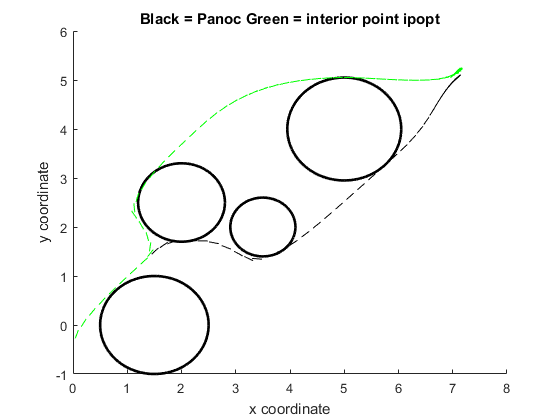 Black = Panoc Green = interior point ipopt
6
5
4
3
2
1
0
-1
y coordinate
0 1 2 3 4 5 6 7 8
x coordinate